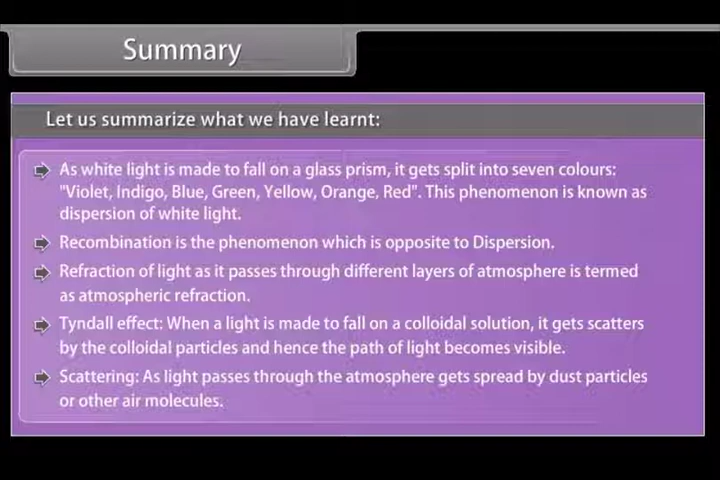 Summary
Let us summarize what we have learnt:
As white light is made to fall on a glass prism, it gets split into seven colours:
"Violet, Indigo, Blue, Green, Yellow, Orange, Red". This phenomenon is known as
dispersion of white light.
Recombination is the phenomenon which is opposite to Dispersion.
Refraction of light as it passes through different layers of atmosphere is termed
as atmospheric refraction.
Tyndall effect: When a light is made to fall on a colloidal solution, it gets scatters
by the colloidal particles and hence the path of light becomes visible.
Scattering: As light passes through the atmosphere gets spread by dust particles
or other air molecules.